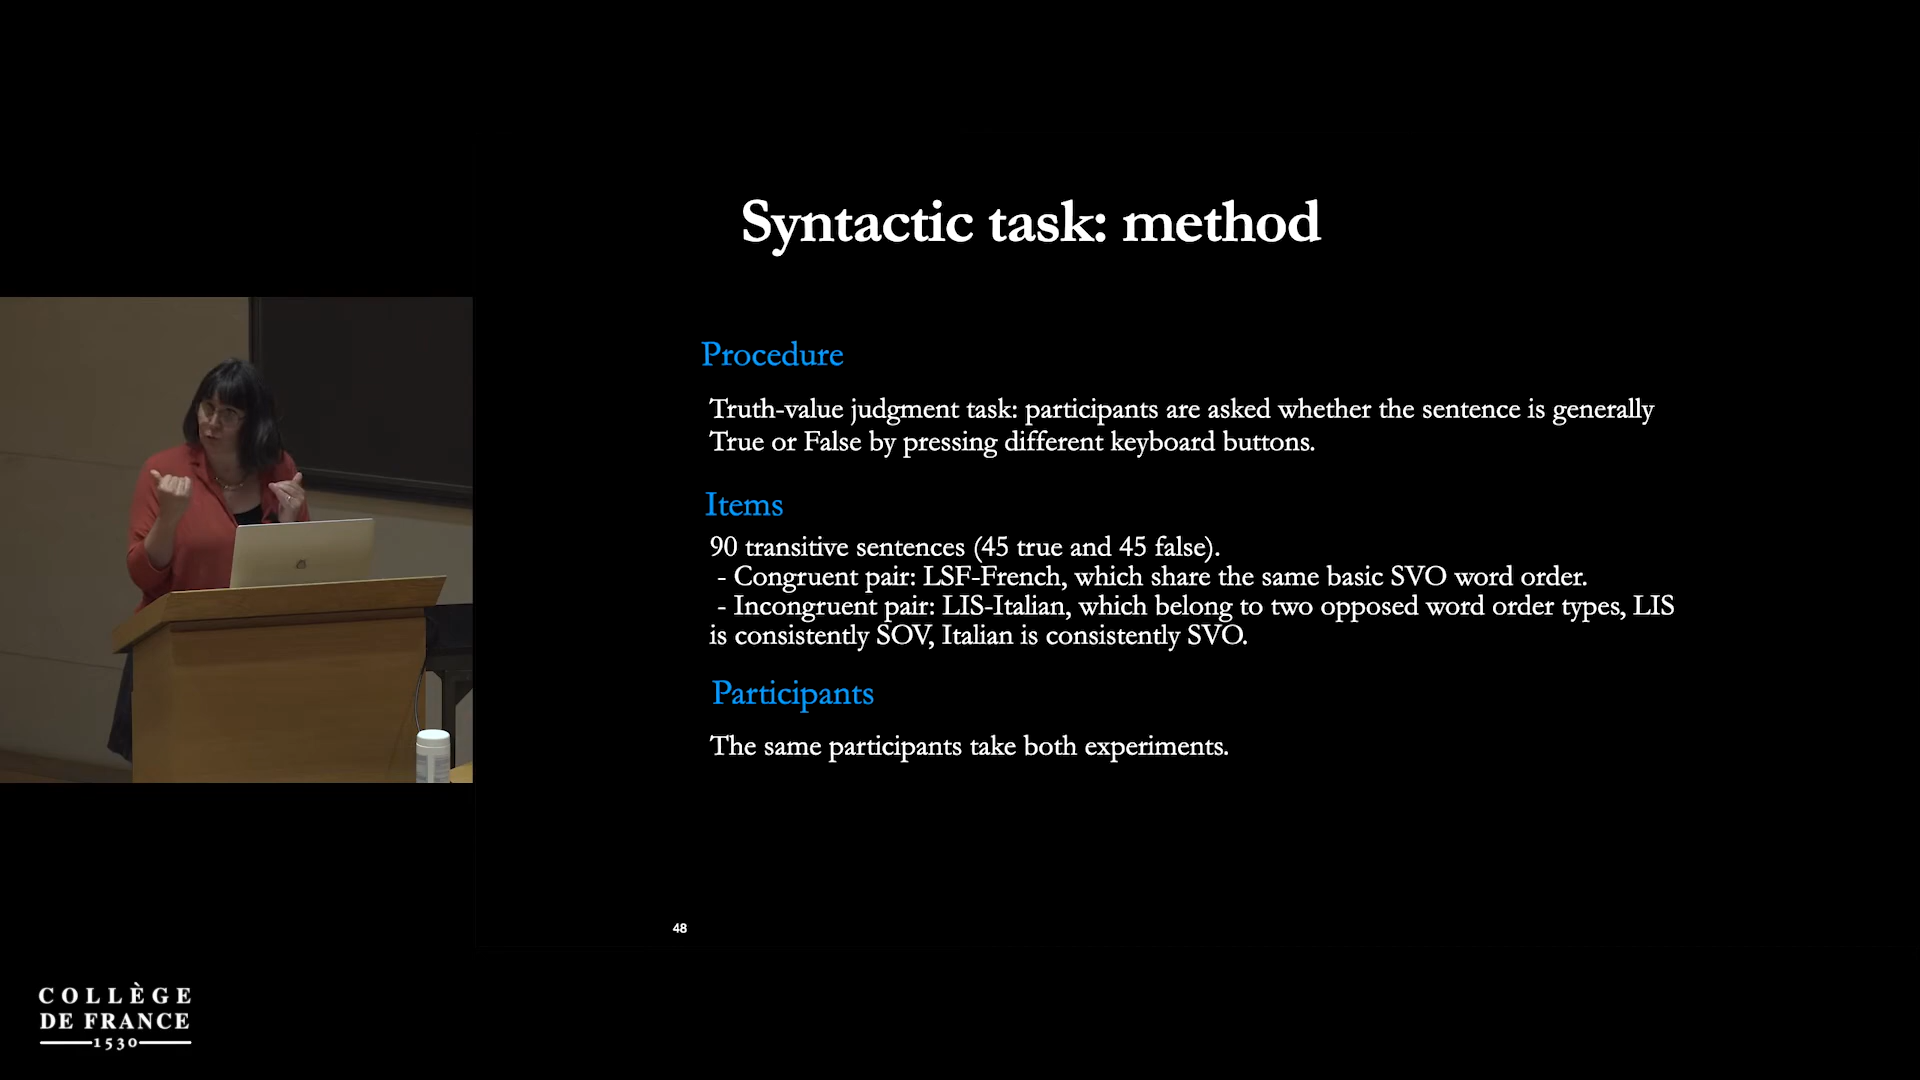 Syntactic task: method
Procedure
Truth-value judgment task: participants are asked whether the sentence is generally
True or False by pressing different keyboard buttons.
Items
90 transitive sentences (45 true and 45 false).
- Congruent pair: LSF-French, which share the same basic SVO word order.
- Incongruent pair: LIS-Italian, which belong to two opposed word order types, LIS
is consistently SOV, Italian is consistently SVO.
Participants
The same participants take both experiments.
48
COLLÈGE
DE FRANCE
1530